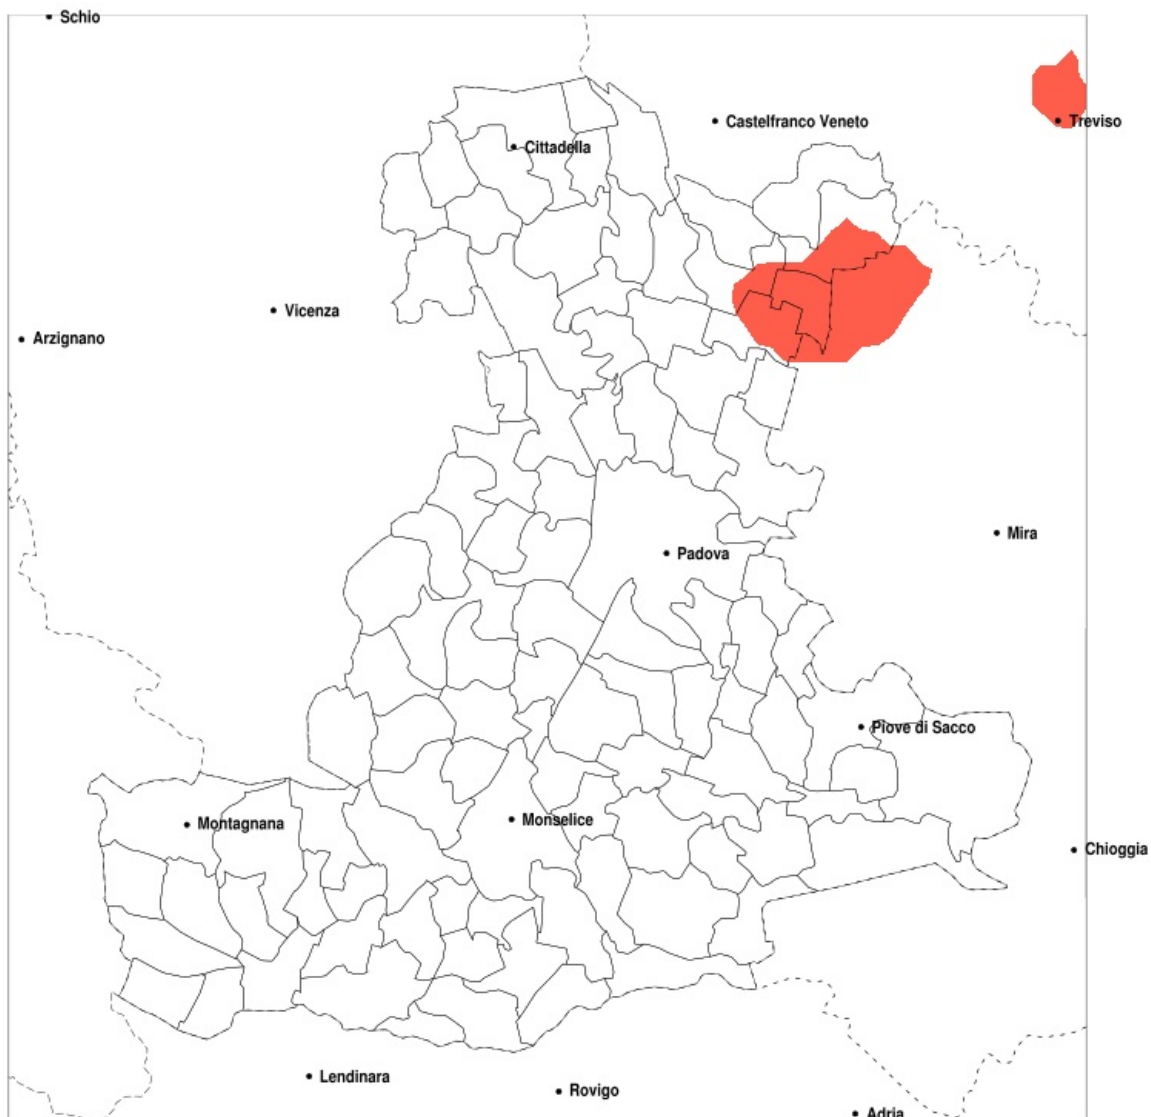 Schio
Castelfranco Veneto
Treviso
Cittadella
Vicenza
Arzignano
Mira
Padova
Piove di Sacco
Montagnana
Monselice
Chioggia
Lendinara
Rovigo
Adria